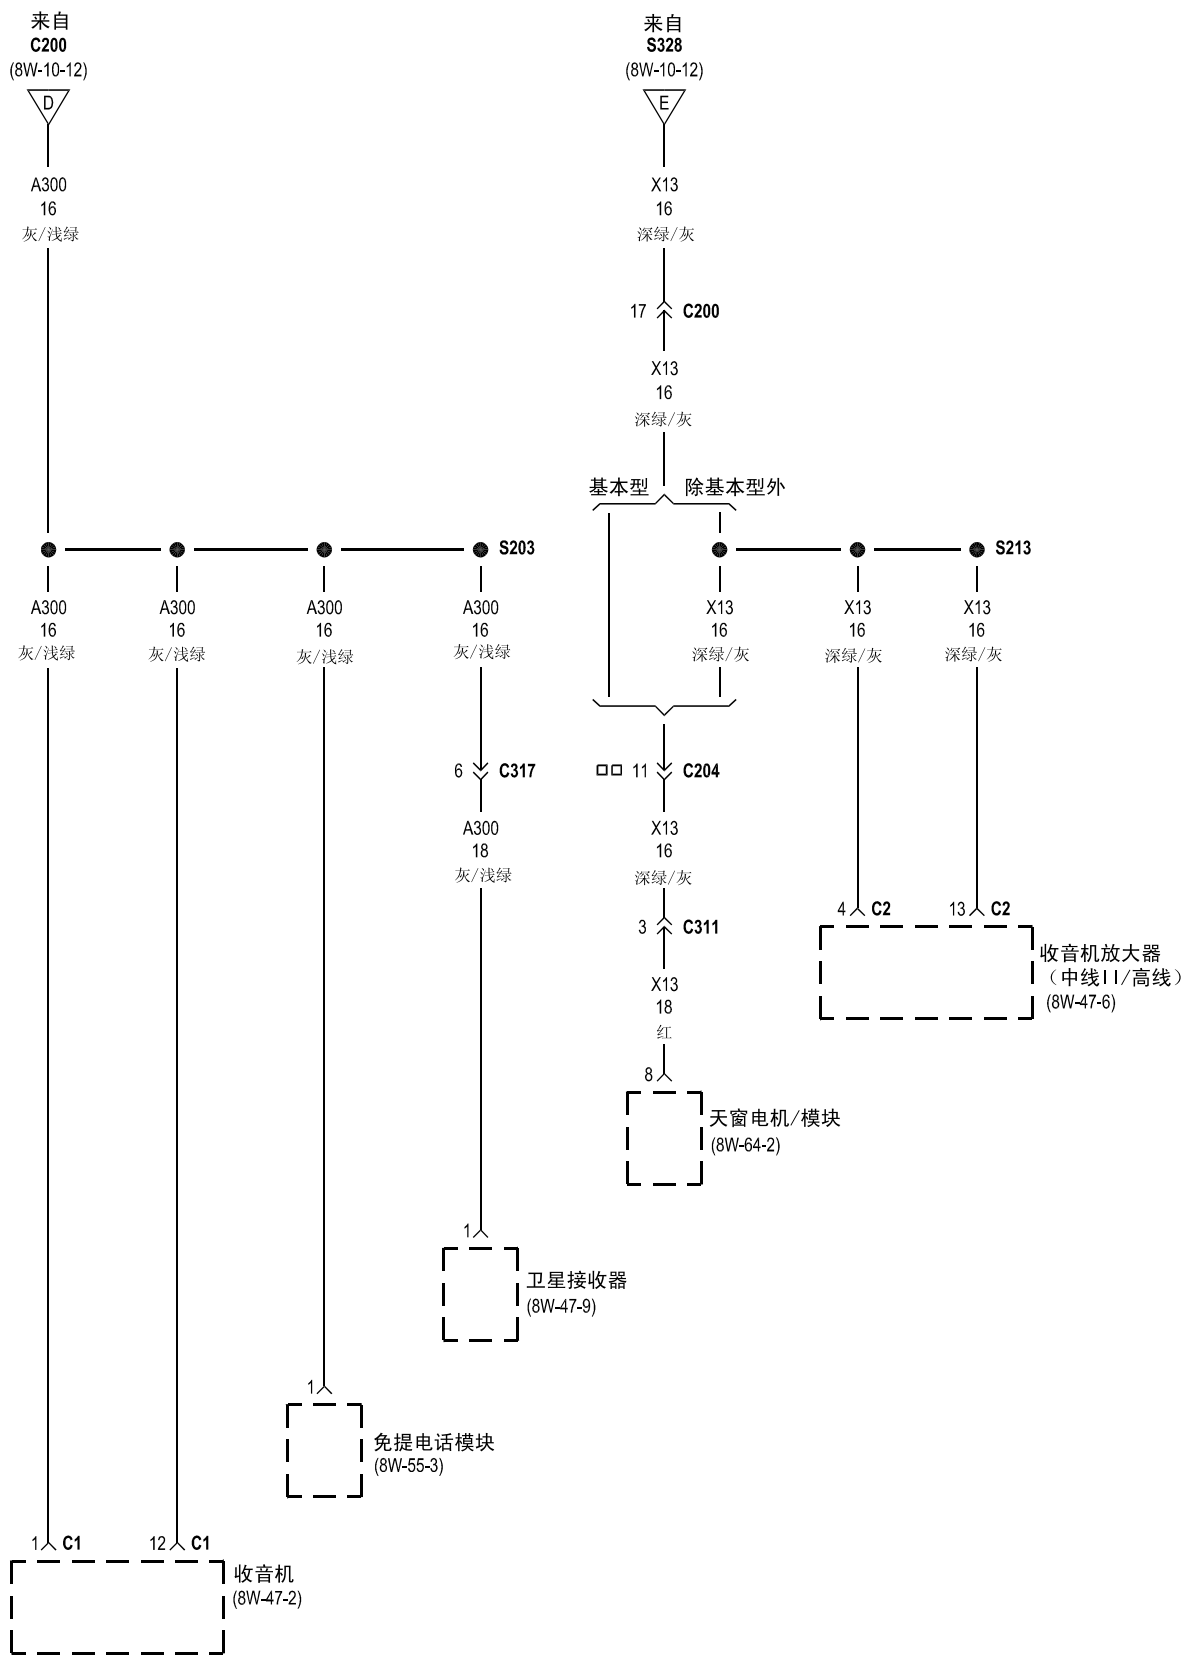 来自
C200
(8W-10-12)
D
A300
16
灰/浅绿
来自
S328
(8W-10-12)
E
X13
16
深绿/灰
17 C200
X13
16
深绿/灰
基本型 除基本型外
S203
S213
A300
16
灰/浅绿
A300
16
灰/浅绿
A300
16
灰/浅绿
A300
16
灰/浅绿
X13
16
深绿/灰
X13
16
深绿/灰
X13
16
深绿/灰
6 C317
A300
18
灰/浅绿
□□ 11 C204
X13
16
深绿/灰
3 C311
X13
18
红
8
天窗电机/模块
(8W-64-2)
4 C2
13 C2
收音机放大器
（中线II/高线）
(8W-47-6)
1
卫星接收器
(8W-47-9)
1
免提电话模块
(8W-55-3)
1 C1
12 C1
收音机
(8W-47-2)